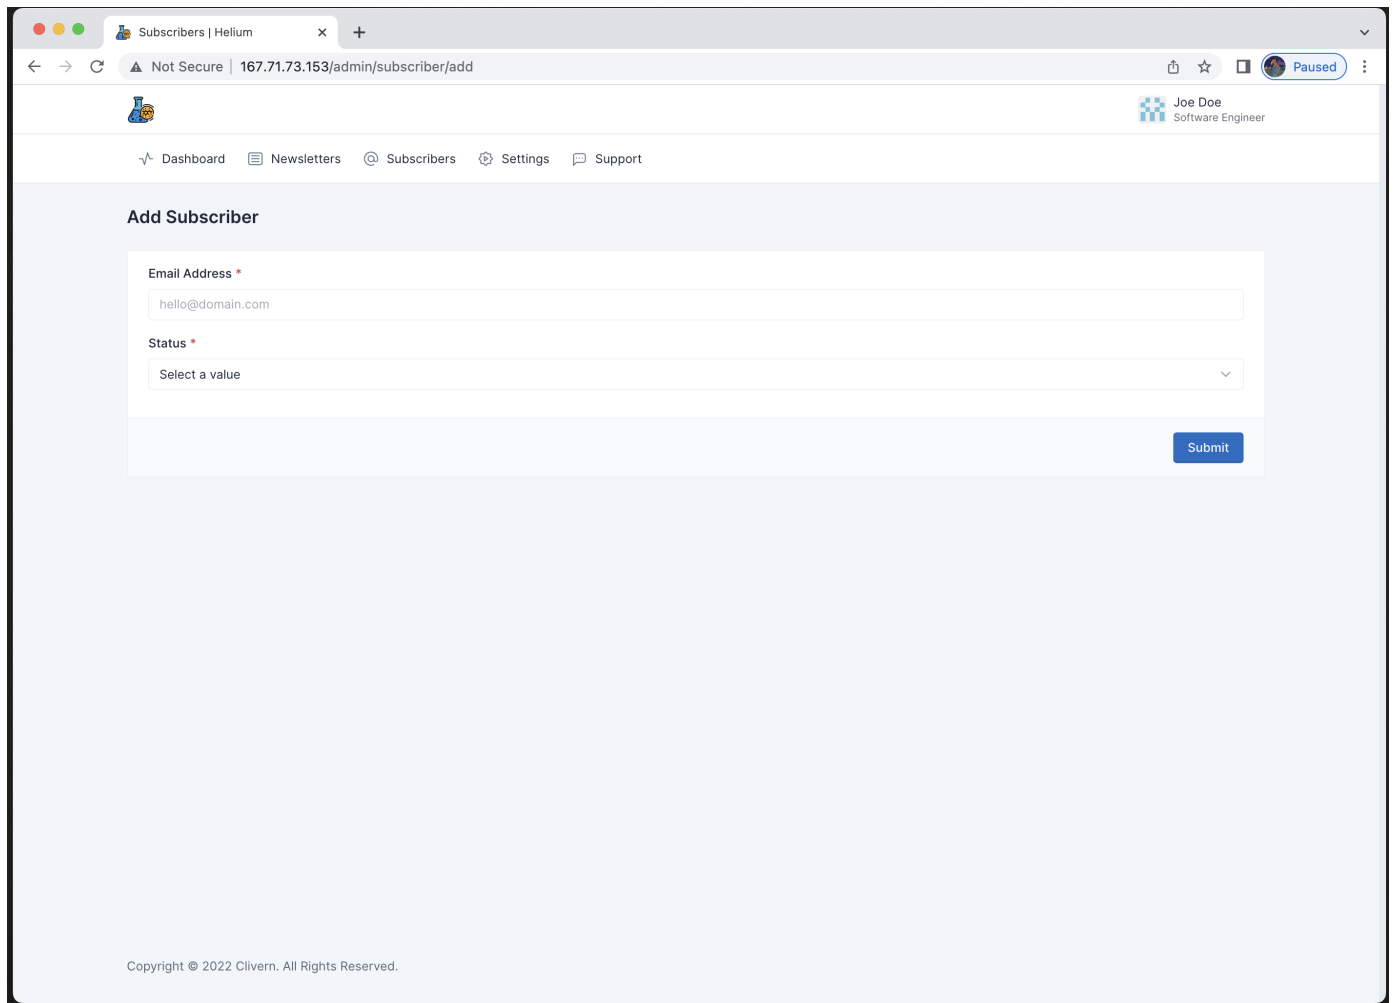 Subscribers | Helium
Not Secure | 167.71.73.153/admin/subscriber/add
Paused
Joe Doe
Software Engineer
Dashboard Newsletters Subscribers Settings Support
Add Subscriber
Email Address *
hello@domain.com
Status *
Select a value
Submit
Copyright © 2022 Clivern. All Rights Reserved.